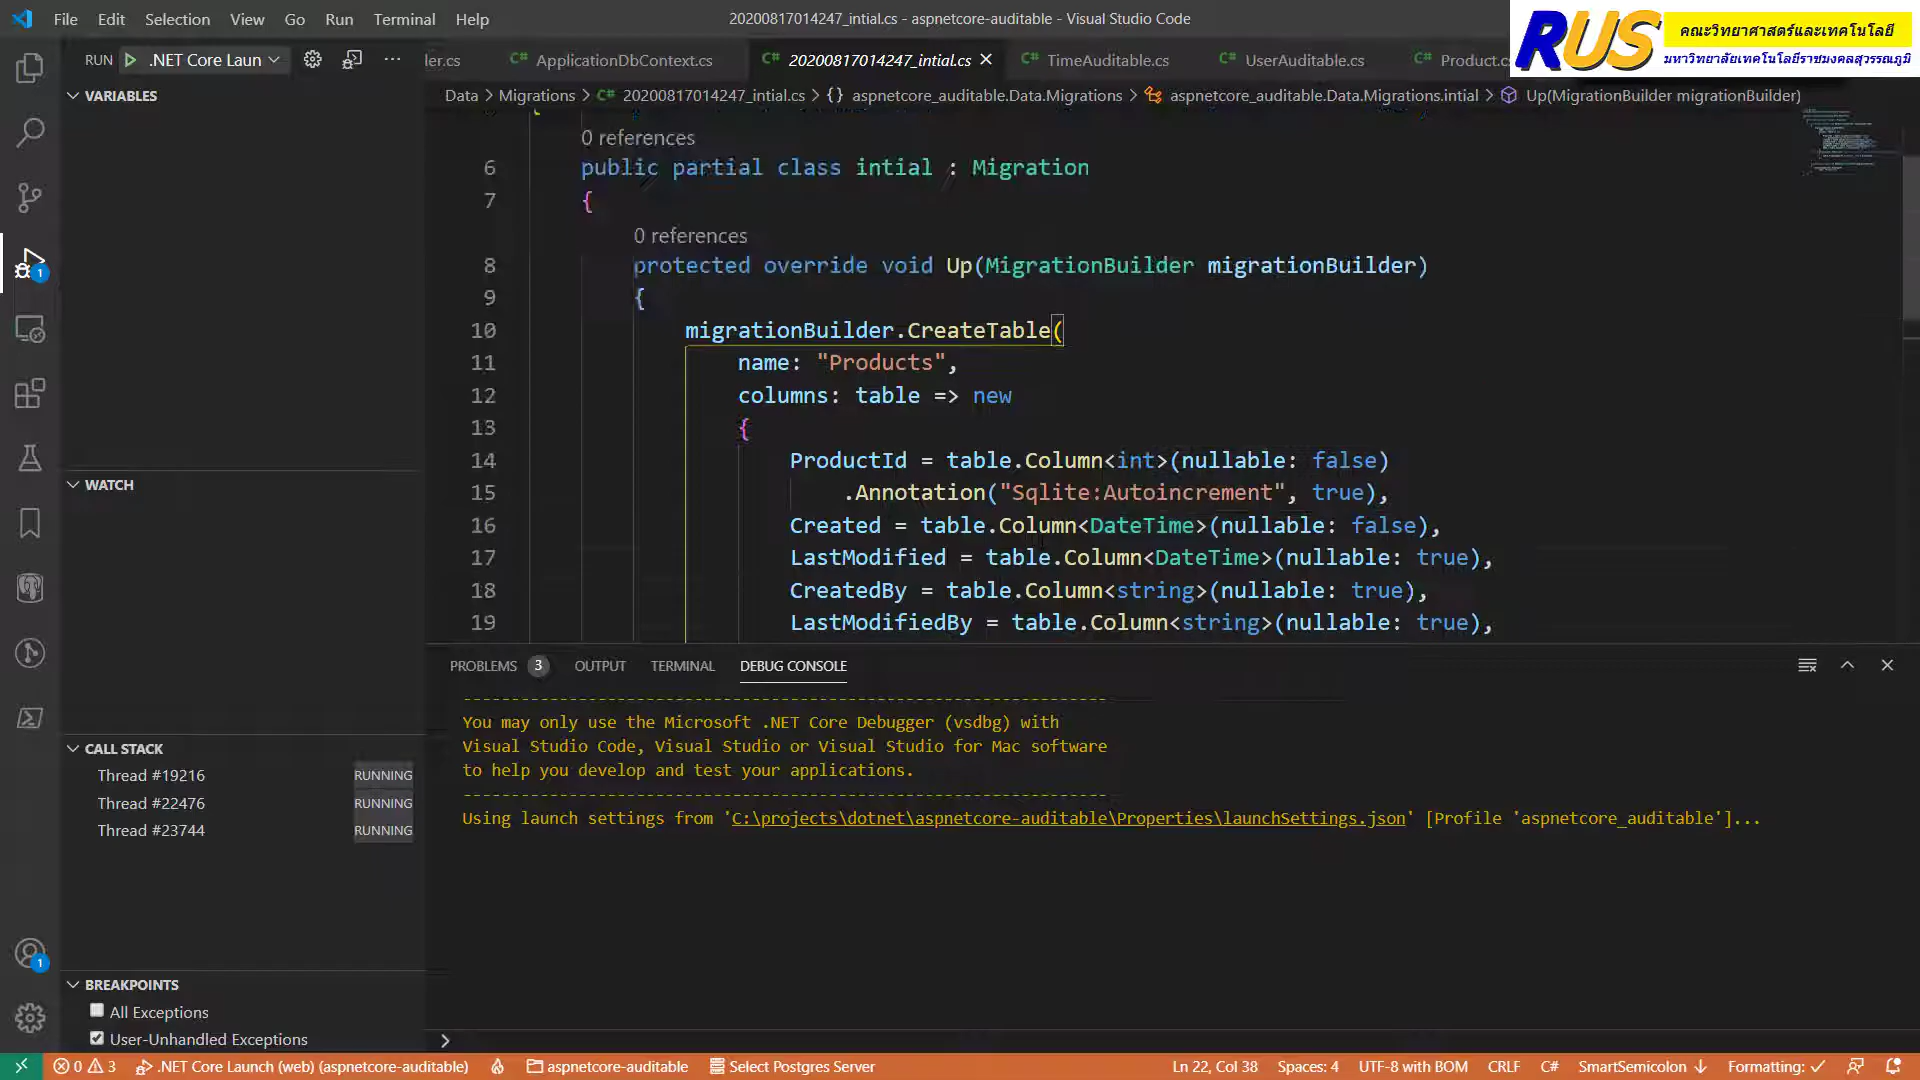 File Edit Selection View Go Run Terminal Help
20200817014247_intial.cs - aspnetcore-auditable - Visual Studio Code
RUS
คณะวิทยาศาสตร์และเทคโนโลยี
มหาวิทยาลัยเทคโนโลยีราชมงคลสุวรรณภูมิ
RUN .NET Core Laun
ler.cs ApplicationDbContext.cs 20200817014247_intial.cs TimeAuditable.cs UserAuditable.cs Product.cs
Data > Migrations > 20200817014247_intial.cs > {} aspnetcore_auditable.Data.Migrations > aspnetcore_auditable.Data.Migrations.intial > Up(MigrationBuilder migrationBuilder)
VARIABLES
WATCH
CALL STACK
Thread #19216 RUNNING
Thread #22476 RUNNING
Thread #23744 RUNNING
BREAKPOINTS
All Exceptions
User-Unhandled Exceptions
{
0 references
6 public partial class intial : Migration
7 {
0 references
8 protected override void Up(MigrationBuilder migrationBuilder)
9 {
10 migrationBuilder.CreateTable(
11 name: "Products",
12 columns: table => new
13 {
14 ProductId = table.Column<int>(nullable: false)
15 .Annotation("Sqlite:Autoincrement", true),
16 Created = table.Column<DateTime>(nullable: false),
17 LastModified = table.Column<DateTime>(nullable: true),
18 CreatedBy = table.Column<string>(nullable: true),
19 LastModifiedBy = table.Column<string>(nullable: true),
PROBLEMS 3 OUTPUT TERMINAL DEBUG CONSOLE
-------------------------------------------------------------------
You may only use the Microsoft .NET Core Debugger (vsdbg) with
Visual Studio Code, Visual Studio or Visual Studio for Mac software
to help you develop and test your applications.
-------------------------------------------------------------------
Using launch settings from 'C:\projects\dotnet\aspnetcore-auditable\Properties\launchSettings.json' [Profile 'aspnetcore_auditable']...
1
1
0 3 .NET Core Launch (web) (aspnetcore-auditable) aspnetcore-auditable Select Postgres Server Ln 22, Col 38 Spaces: 4 UTF-8 with BOM CRLF C# SmartSemicolon ↓ Formatting: ✓